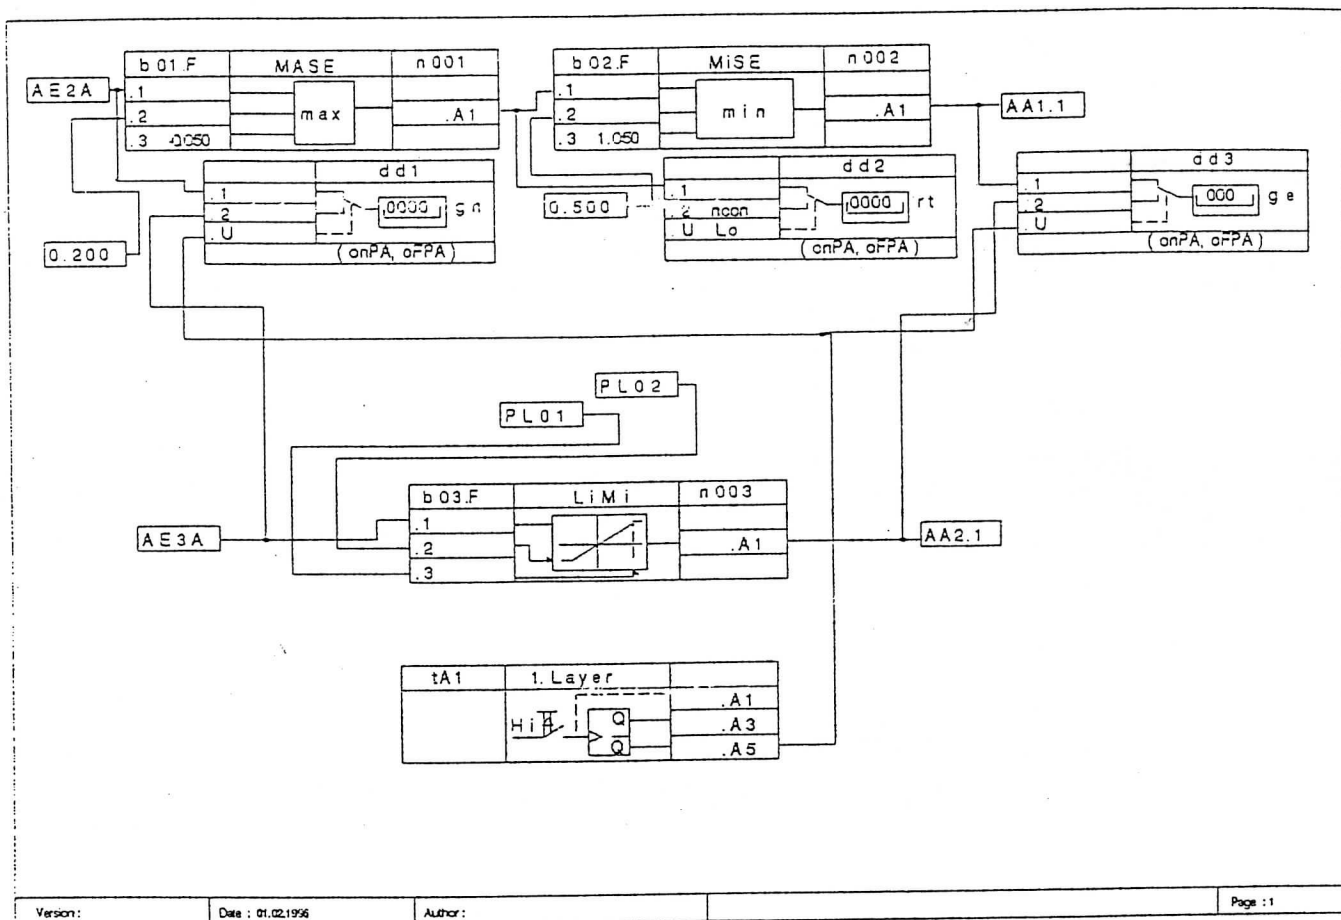 b01.F MASE n001
AE2A
.1
.2 max .A1
.3 -0.050
b02.F MiSE n002
.1
.2 min .A1
.3 1.050
AA1.1
dd1
.1
.2 0000 gn
.U
(onPA, oFPA)
0.200
0.500
dd2
.1
.2 ncon 0000 rt
.U Lo
(onPA, oFPA)
dd3
.1
.2 000 ge
.U
(onPA, oFPA)
PL02
PL01
b03.F LiMi n003
AE3A
.1
.2 .A1
.3
AA2.1
tA1 1. Layer
.A1
Hi Q .A3
Q .A5
Version : Date : 01.02.1996 Author : Page : 1